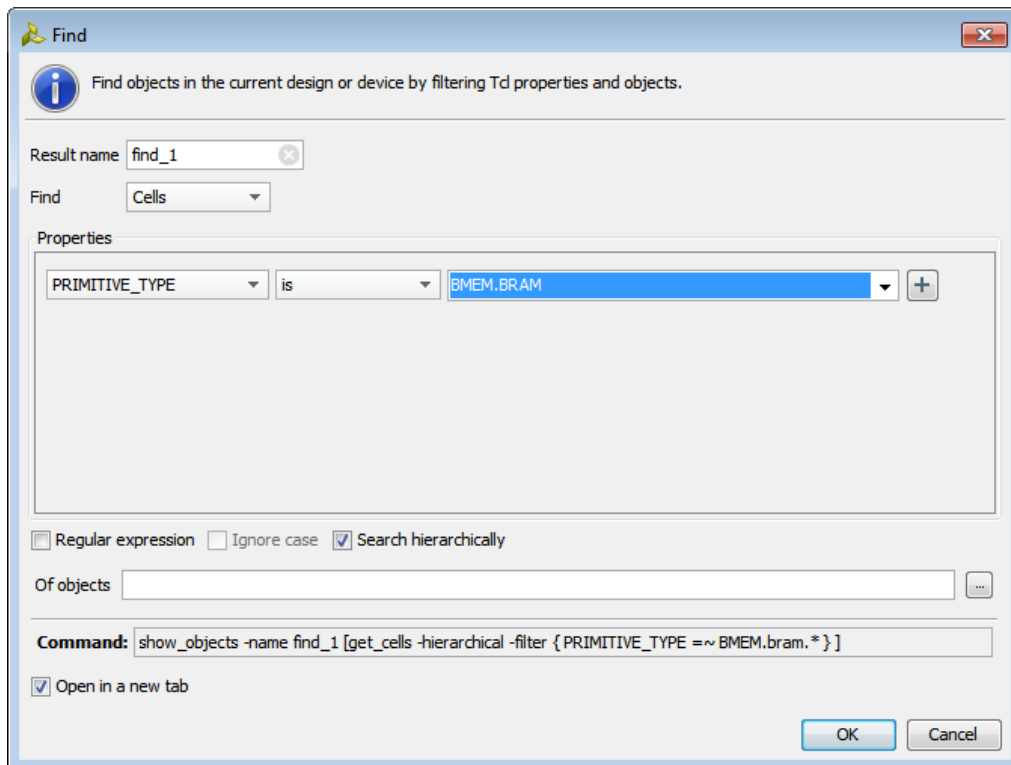 Find
Find objects in the current design or device by filtering Tcl properties and objects.
Result name find_1
Find Cells
Properties
PRIMITIVE_TYPE is BMEM.BRAM +
Regular expression Ignore case Search hierarchically
Of objects ...
Command: show_objects -name find_1 [get_cells -hierarchical -filter { PRIMITIVE_TYPE =~ BMEM.bram.* } ]
Open in a new tab
OK Cancel